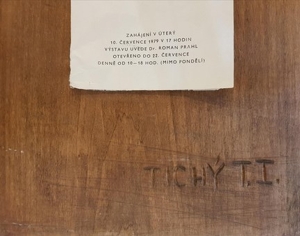 ZAHÁJENÍ V ÚTERÝ
10. ČERVENCE 1979 V 17 HODIN
VÝSTAVU UVEDE Dr. ROMAN PRAHL
OTEVŘENO DO 22. ČERVENCE
DENNĚ OD 10–18 HOD. (MIMO PONDĚLÍ)
TICHÝ T.I.